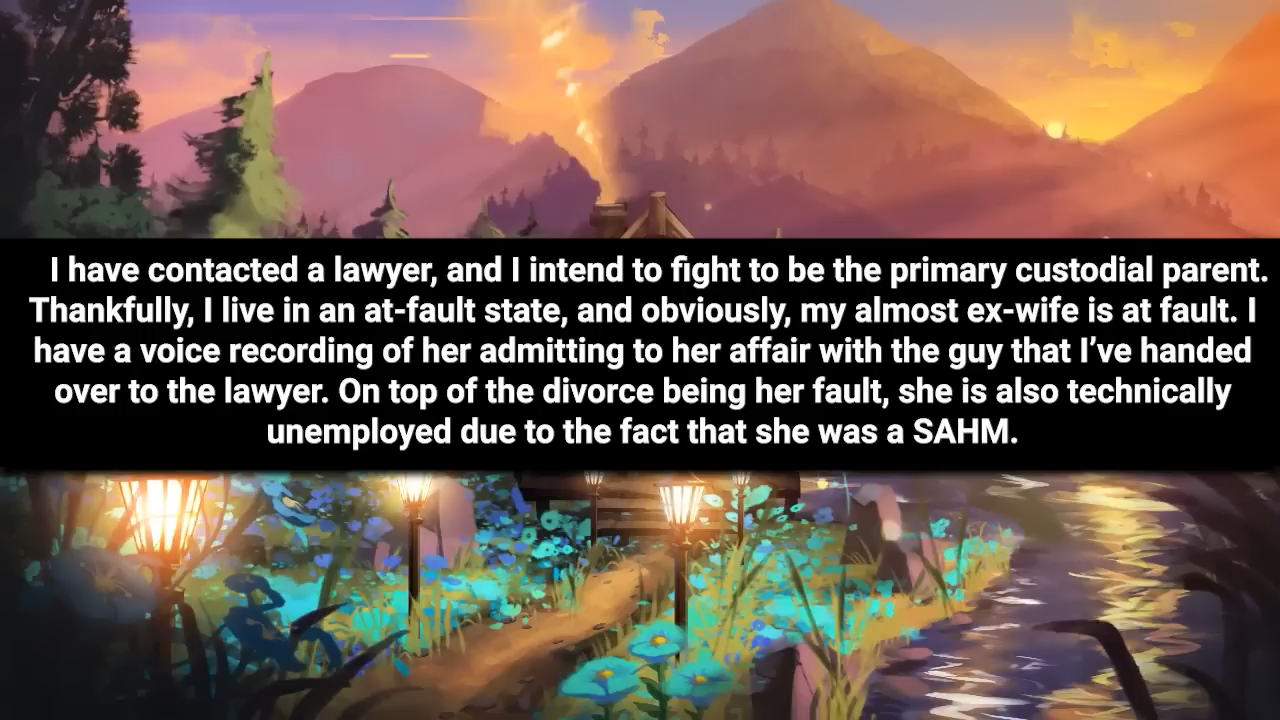 I have contacted a lawyer, and I intend to fight to be the primary custodial parent.
Thankfully, I live in an at-fault state, and obviously, my almost ex-wife is at fault. I
have a voice recording of her admitting to her affair with the guy that I’ve handed
over to the lawyer. On top of the divorce being her fault, she is also technically
unemployed due to the fact that she was a SAHM.